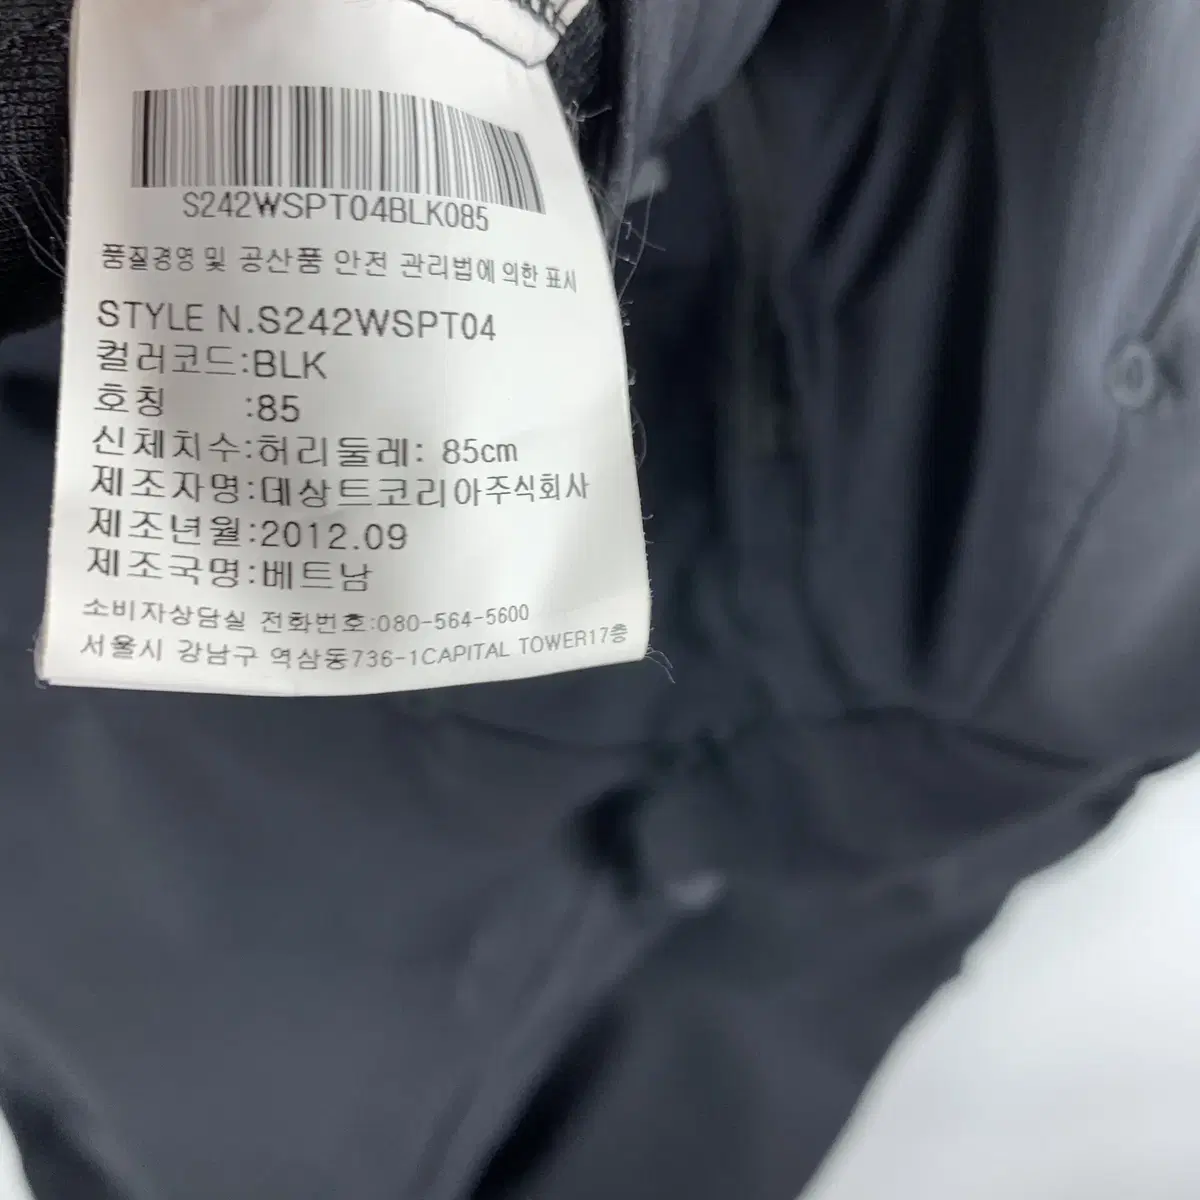 S242WSPT04BLK085
품질경영 및 공산품 안전 관리법에 의한 표시
STYLE N.S242WSPT04
컬러코드:BLK
호칭 :85
신체치수:허리둘레: 85cm
제조자명:데상트코리아주식회사
제조년월:2012.09
제조국명:베트남
소비자상담실 전화번호:080-564-5600
서울시 강남구 역삼동736-1CAPITAL TOWER17층